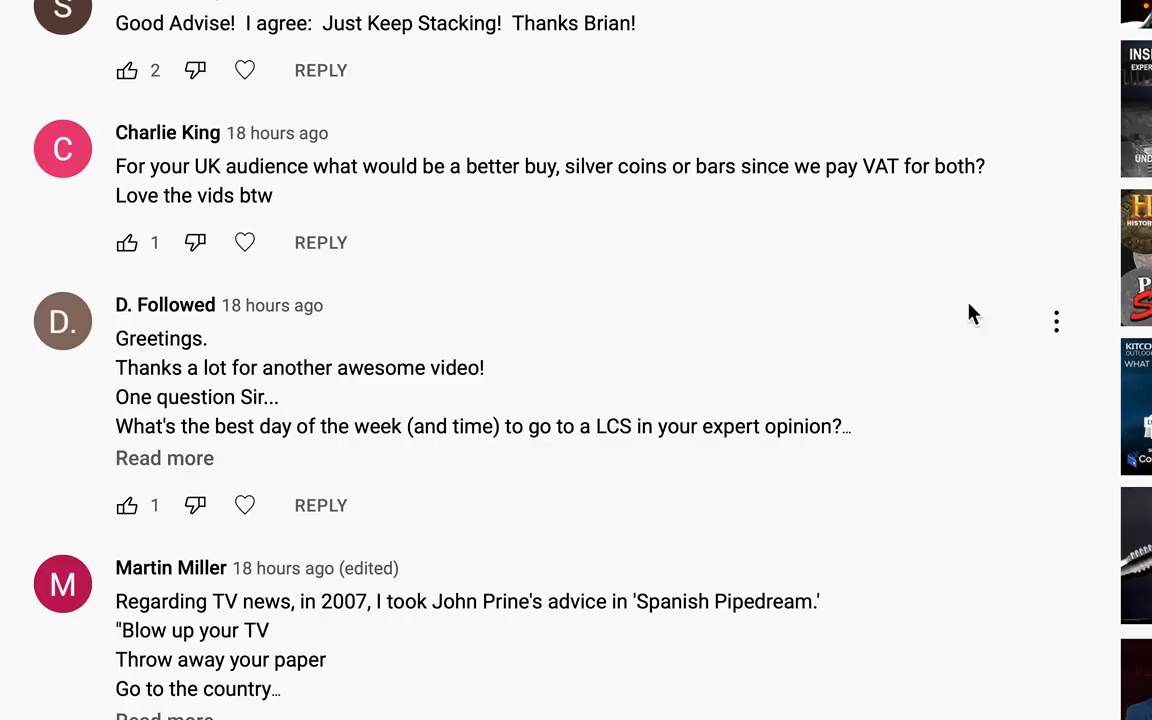 S
Good Advise!  I agree:  Just Keep Stacking!  Thanks Brian!
2 REPLY
C
Charlie King 18 hours ago
For your UK audience what would be a better buy, silver coins or bars since we pay VAT for both?
Love the vids btw
1 REPLY
D.
D. Followed 18 hours ago
Greetings.
Thanks a lot for another awesome video!
One question Sir...
What's the best day of the week (and time) to go to a LCS in your expert opinion?...
Read more
1 REPLY
M
Martin Miller 18 hours ago (edited)
Regarding TV news, in 2007, I took John Prine's advice in 'Spanish Pipedream.'
"Blow up your TV
Throw away your paper
Go to the country...
Read more
KITCO
WHAT